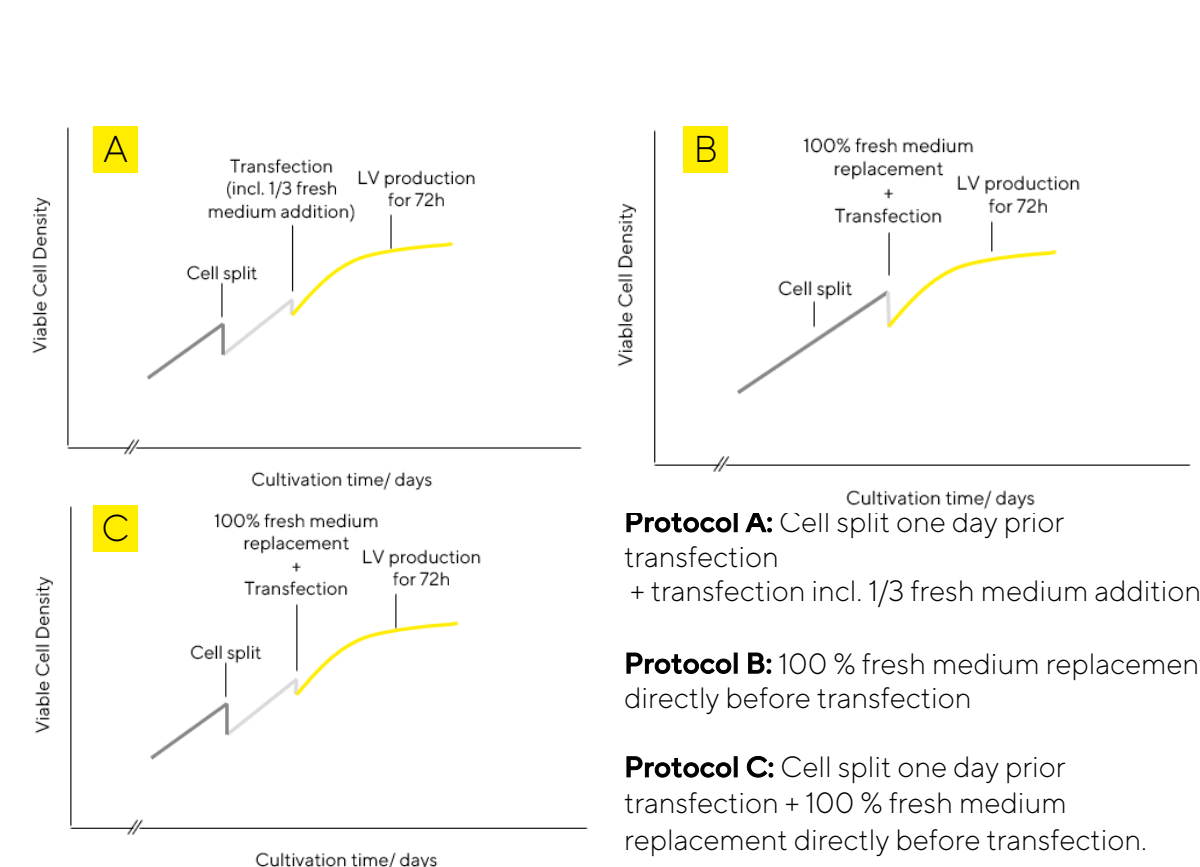 A
Transfection
(incl. 1/3 fresh
medium addition)
LV production
for 72h
Cell split
Viable Cell Density
Cultivation time/ days
B
100% fresh medium
replacement
+
Transfection
LV production
for 72h
Cell split
Viable Cell Density
Cultivation time/ days
C
100% fresh medium
replacement
+
Transfection
LV production
for 72h
Cell split
Viable Cell Density
Cultivation time/ days
Protocol A: Cell split one day prior
transfection
+ transfection incl. 1/3 fresh medium addition
Protocol B: 100 % fresh medium replacemen
directly before transfection
Protocol C: Cell split one day prior
transfection + 100 % fresh medium
replacement directly before transfection.